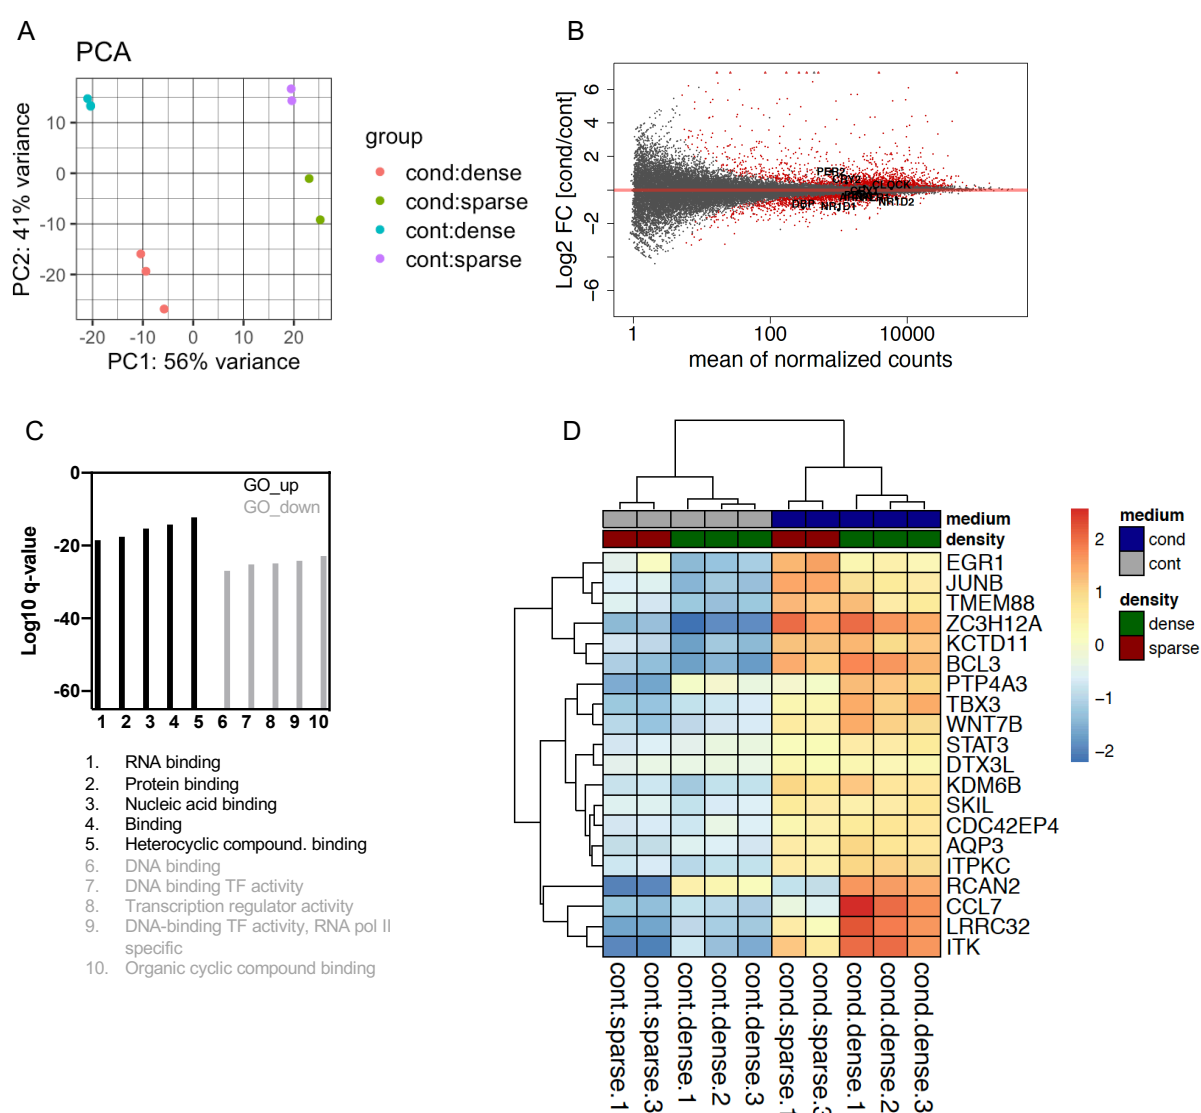 A
PCA
PC2: 41% variance
10
0
-10
-20
-20
-10
0
10
20
PC1: 56% variance
group
cond:dense
cond:sparse
cont:dense
cont:sparse
B
Log2 FC [cond/cont]
6
4
2
−2
−6
PER2
CRY2
CLOCK
CRY1
DBP
NR1D1
NR1D2
1
100
10000
mean of normalized counts
C
Log10 q-value
0
-20
-40
-60
GO_up
GO_down
1 2 3 4 5 6 7 8 9 10
1. RNA binding
2. Protein binding
3. Nucleic acid binding
4. Binding
5. Heterocyclic compound. binding
6. DNA binding
7. DNA binding TF activity
8. Transcription regulator activity
9. DNA-binding TF activity, RNA pol II
specific
10. Organic cyclic compound binding
D
medium
density
EGR1
JUNB
TMEM88
ZC3H12A
KCTD11
BCL3
PTP4A3
TBX3
WNT7B
STAT3
DTX3L
KDM6B
SKIL
CDC42EP4
AQP3
ITPKC
RCAN2
CCL7
LRRC32
ITK
cont.sparse.1
cont.sparse.3
cont.dense.1
cont.dense.2
cont.dense.3
cond.sparse.1
cond.sparse.3
cond.dense.1
cond.dense.2
cond.dense.3
2
1
0
−1
−2
medium
cond
cont
density
dense
sparse